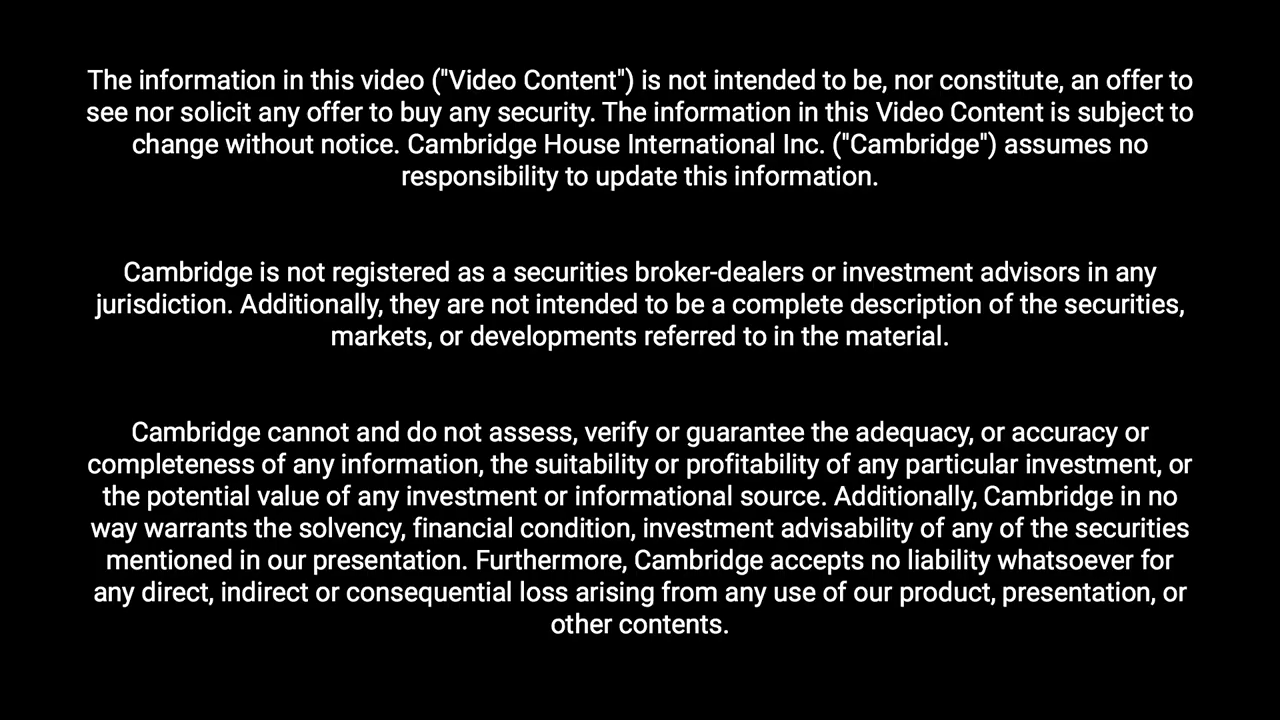 The information in this video ("Video Content") is not intended to be, nor constitute, an offer to
see nor solicit any offer to buy any security. The information in this Video Content is subject to
change without notice. Cambridge House International Inc. ("Cambridge") assumes no
responsibility to update this information.
Cambridge is not registered as a securities broker-dealers or investment advisors in any
jurisdiction. Additionally, they are not intended to be a complete description of the securities,
markets, or developments referred to in the material.
Cambridge cannot and do not assess, verify or guarantee the adequacy, or accuracy or
completeness of any information, the suitability or profitability of any particular investment, or
the potential value of any investment or informational source. Additionally, Cambridge in no
way warrants the solvency, financial condition, investment advisability of any of the securities
mentioned in our presentation. Furthermore, Cambridge accepts no liability whatsoever for
any direct, indirect or consequential loss arising from any use of our product, presentation, or
other contents.